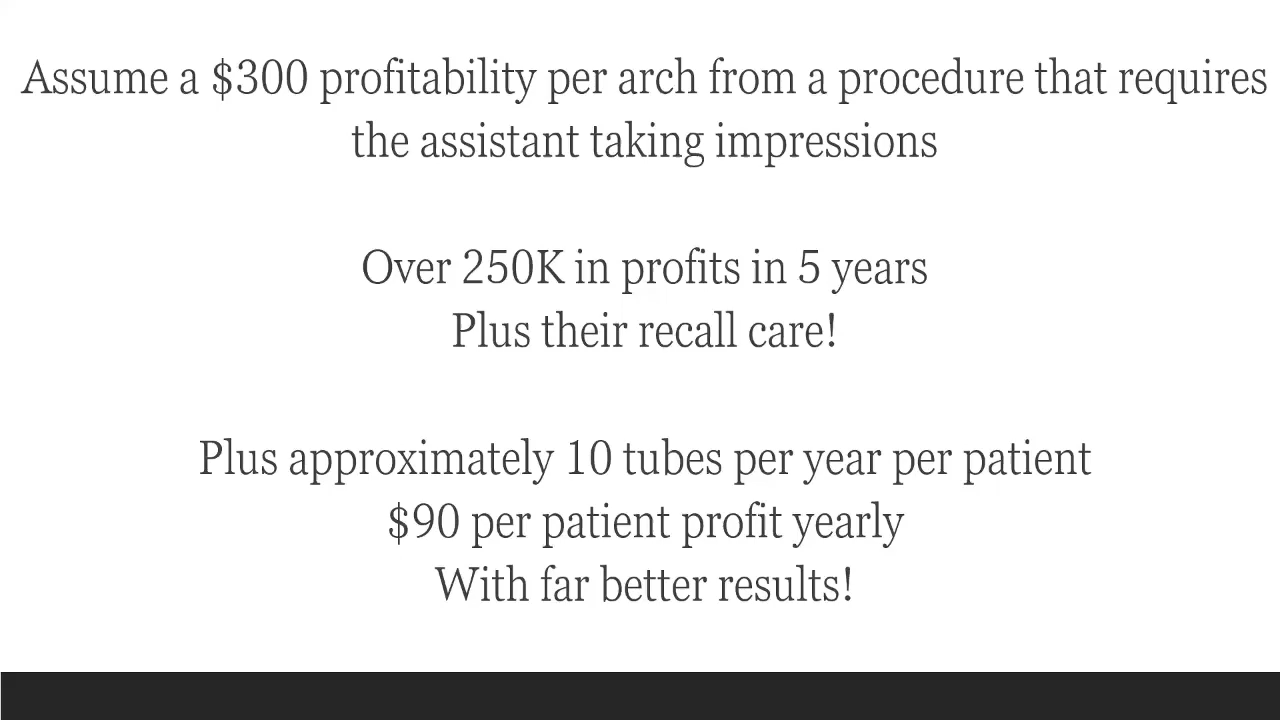 Assume a $300 profitability per arch from a procedure that requires
the assistant taking impressions
Over 250K in profits in 5 years
Plus their recall care!
Plus approximately 10 tubes per year per patient
$90 per patient profit yearly
With far better results!